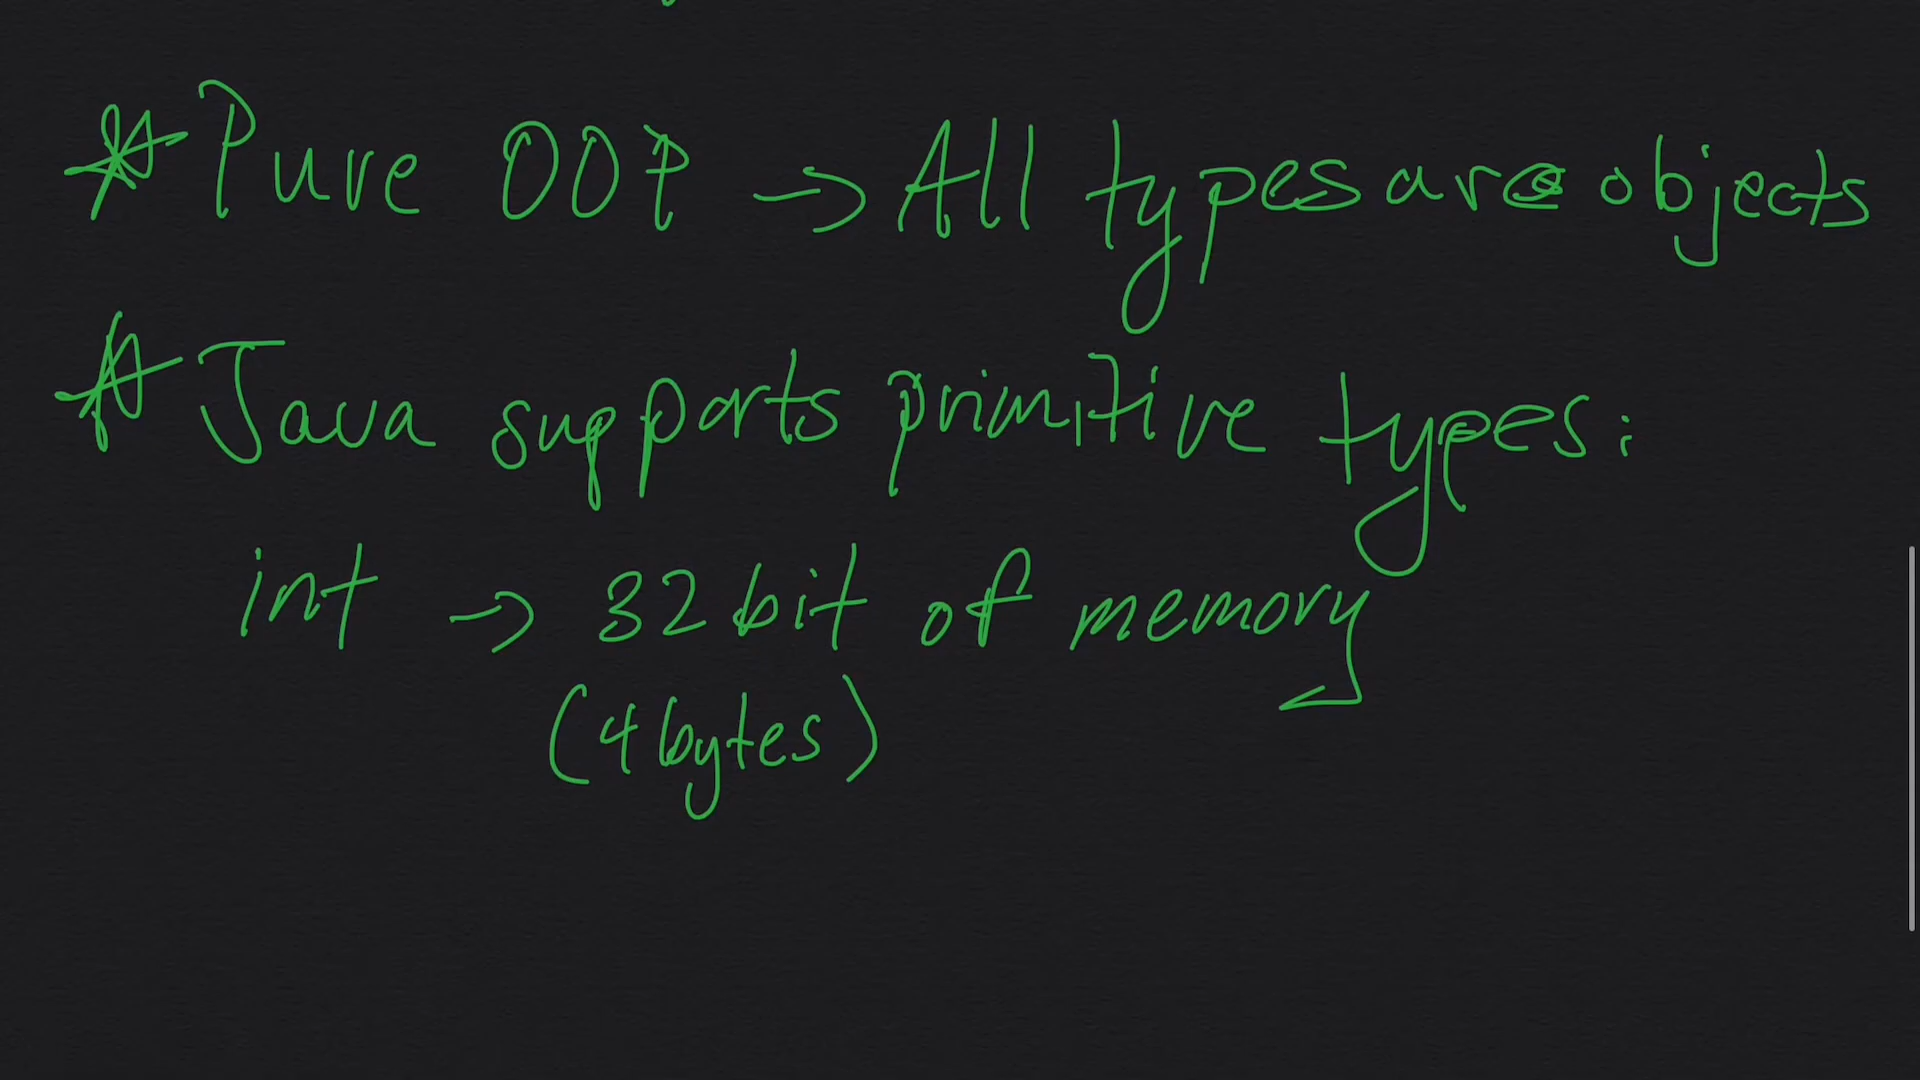 * Pure OOP → All types are objects
* Java supports primitive types:
int → 32 bit of memory
(4 bytes)